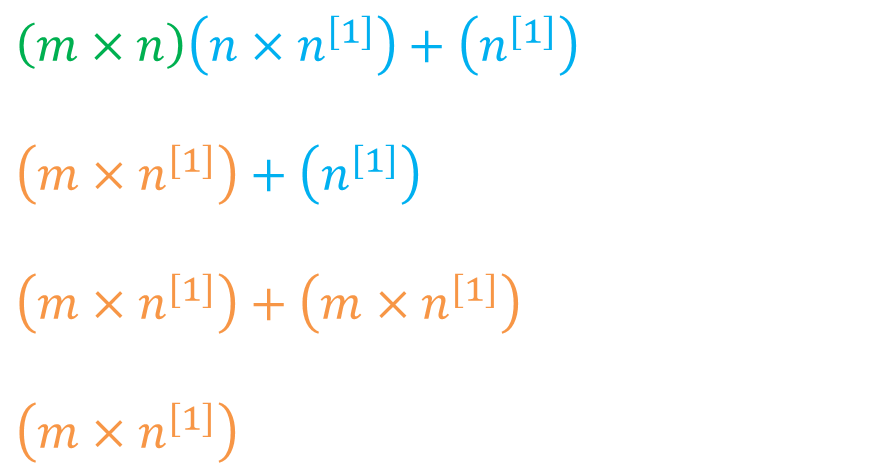 (m × n)(n × n^[1]) + (n^[1])
(m × n^[1]) + (n^[1])
(m × n^[1]) + (m × n^[1])
(m × n^[1])